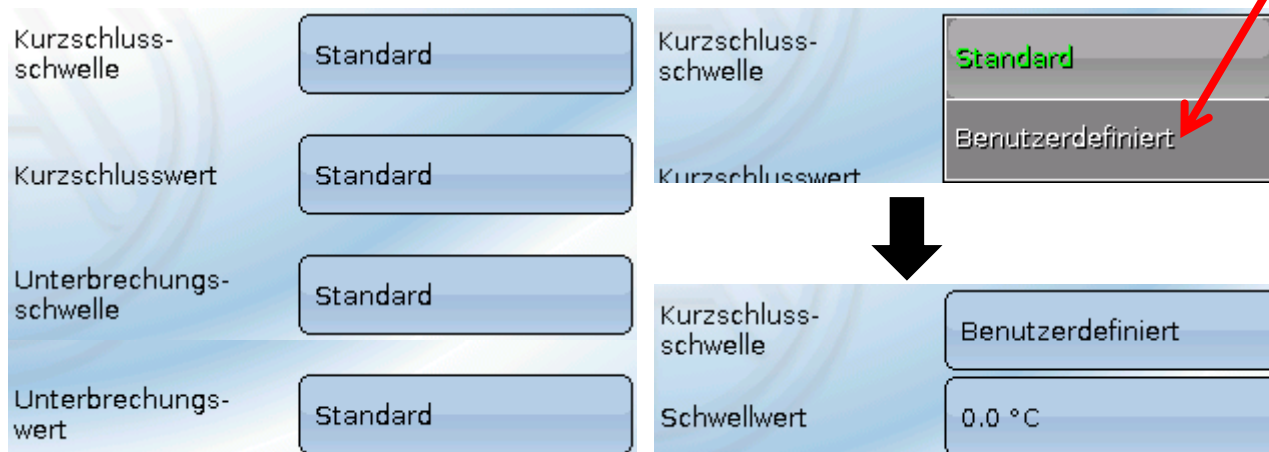 Kurzschluss-
schwelle
Standard
Kurzschlusswert
Standard
Unterbrechungs-
schwelle
Standard
Unterbrechungs-
wert
Standard
Kurzschluss-
schwelle
Standard
Benutzerdefiniert
Kurzschlusswert
Kurzschluss-
schwelle
Benutzerdefiniert
Schwellwert
0.0 °C